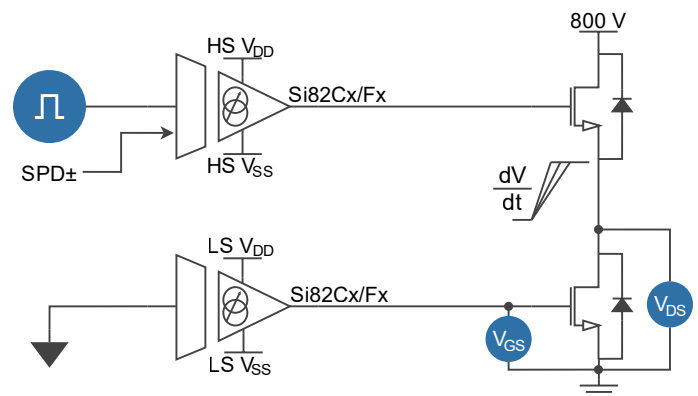 800 V
HS VDD
Si82Cx/Fx
SPD±
HS VSS
dV
dt
LS VDD
Si82Cx/Fx
VDS
VGS
LS VSS